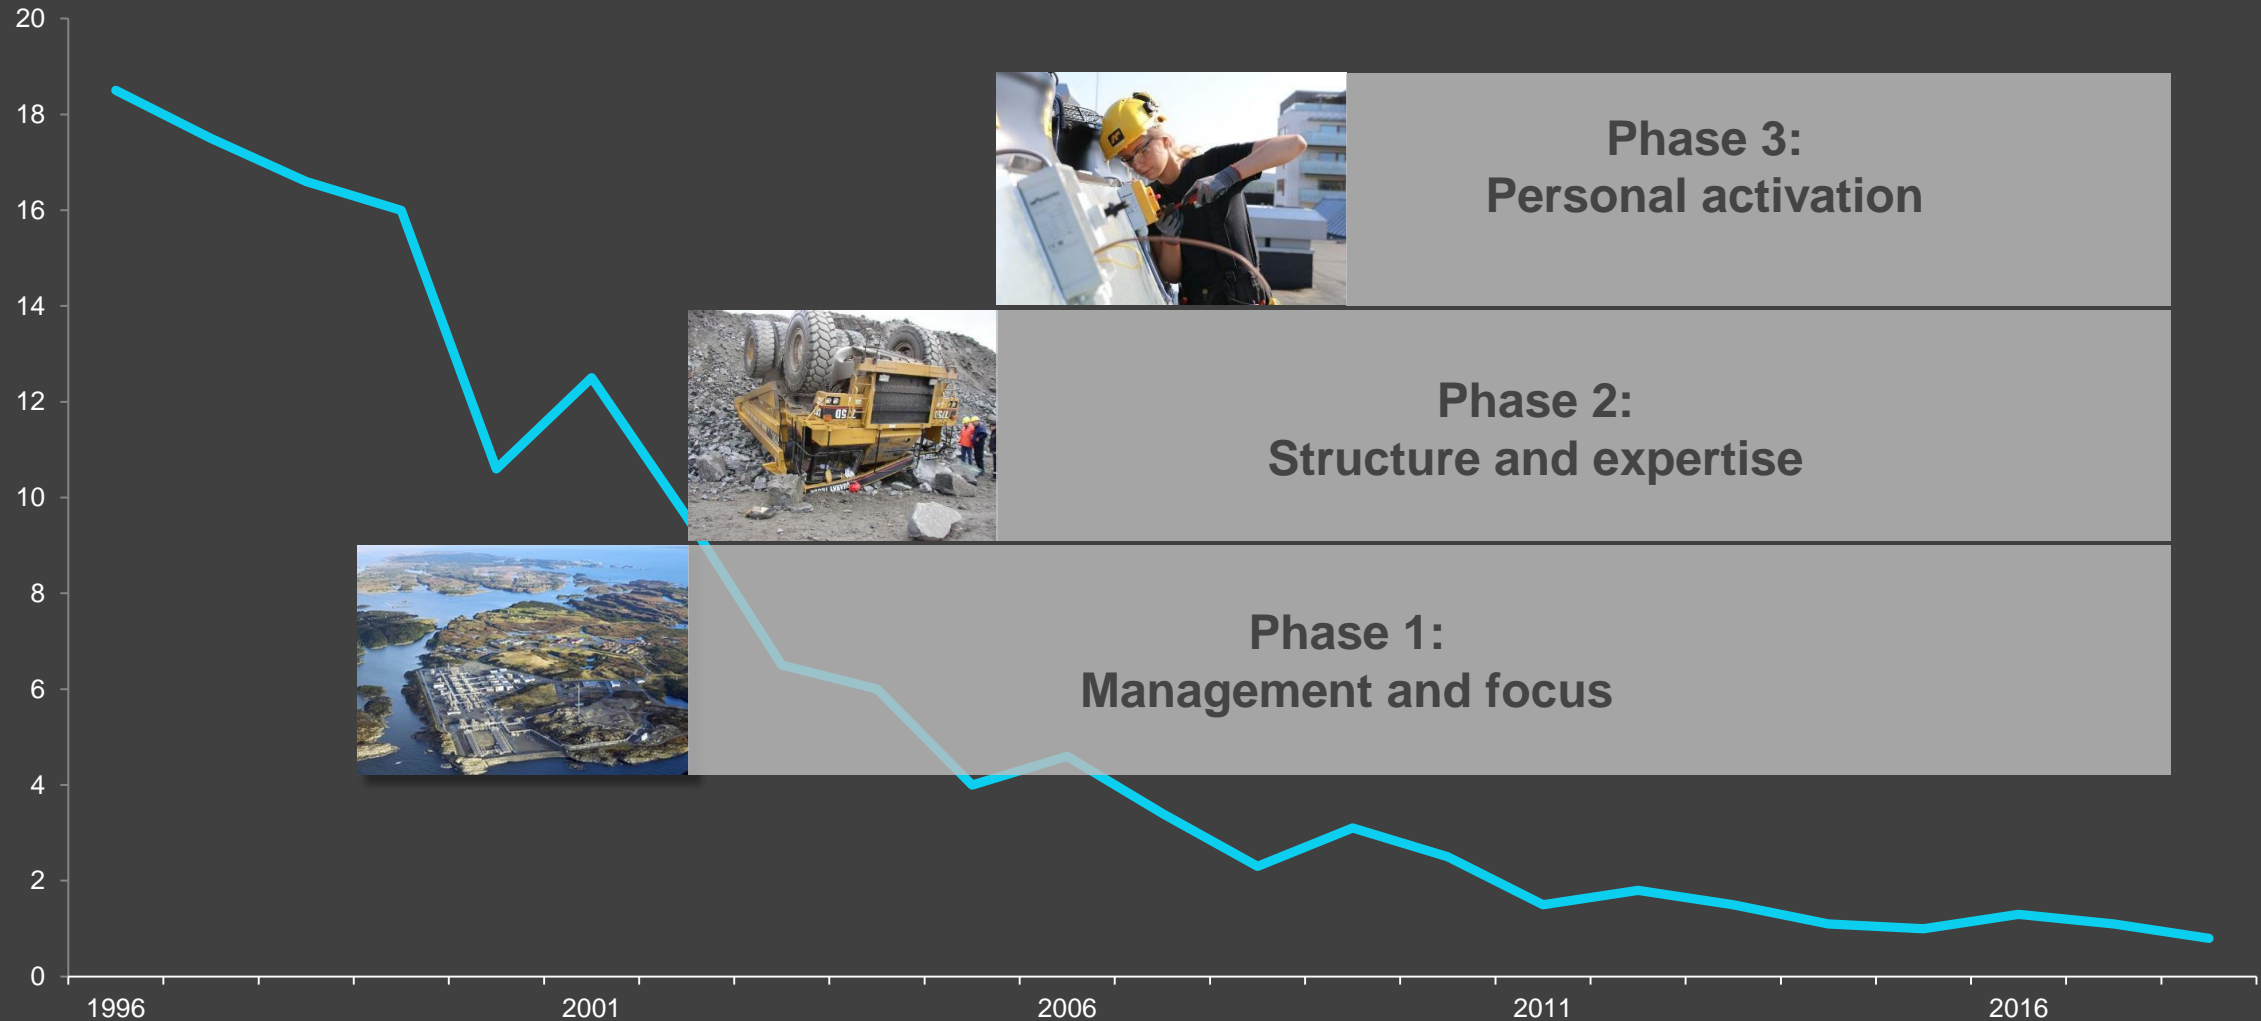 20
18
16
14
12
10
8
6
4
2
0
Phase 3:
Personal activation
Phase 2:
Structure and expertise
Phase 1:
Management and focus
1996
2001
2006
2011
2016